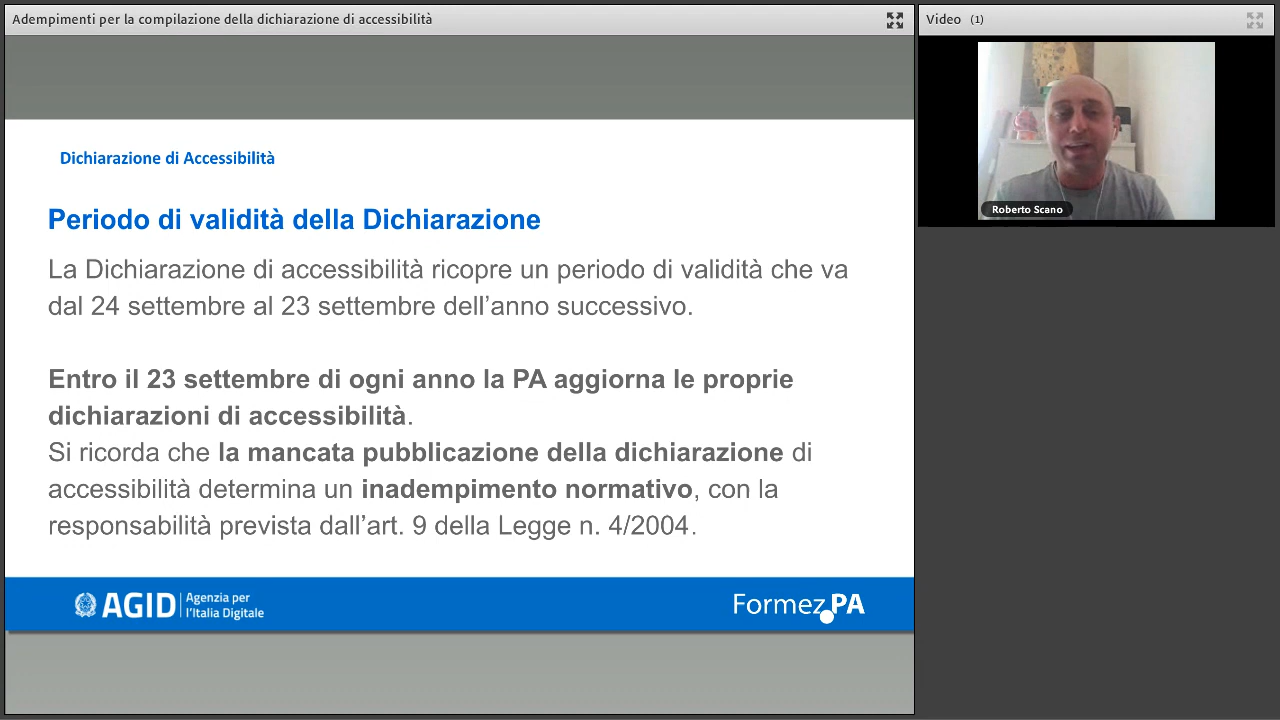 Adempimenti per la compilazione della dichiarazione di accessibilità
Video (1)
Roberto Scano
Dichiarazione di Accessibilità
Periodo di validità della Dichiarazione
La Dichiarazione di accessibilità ricopre un periodo di validità che va
dal 24 settembre al 23 settembre dell’anno successivo.
Entro il 23 settembre di ogni anno la PA aggiorna le proprie
dichiarazioni di accessibilità.
Si ricorda che la mancata pubblicazione della dichiarazione di
accessibilità determina un inadempimento normativo, con la
responsabilità prevista dall’art. 9 della Legge n. 4/2004.
AGID Agenzia per
l’Italia Digitale
Formez PA